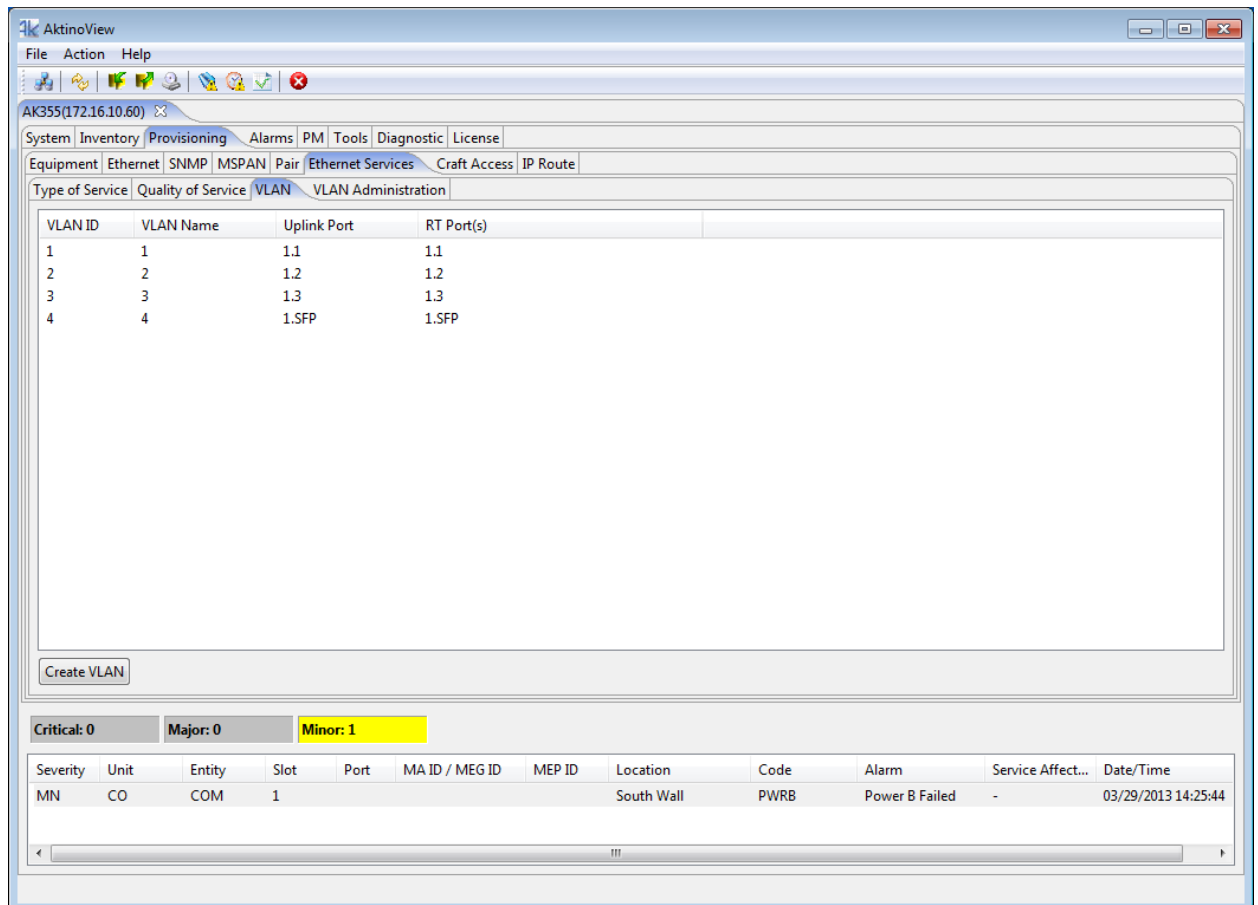 AktinoView
File Action Help
AK355(172.16.10.60)
System Inventory Provisioning Alarms PM Tools Diagnostic License
Equipment Ethernet SNMP MSPAN Pair Ethernet Services Craft Access IP Route
Type of Service Quality of Service VLAN VLAN Administration
VLAN ID VLAN Name Uplink Port RT Port(s)
1 1 1.1 1.1
2 2 1.2 1.2
3 3 1.3 1.3
4 4 1.SFP 1.SFP
Create VLAN
Critical: 0 Major: 0 Minor: 1
Severity Unit Entity Slot Port MA ID / MEG ID MEP ID Location Code Alarm Service Affect... Date/Time
MN CO COM 1 South Wall PWRB Power B Failed - 03/29/2013 14:25:44